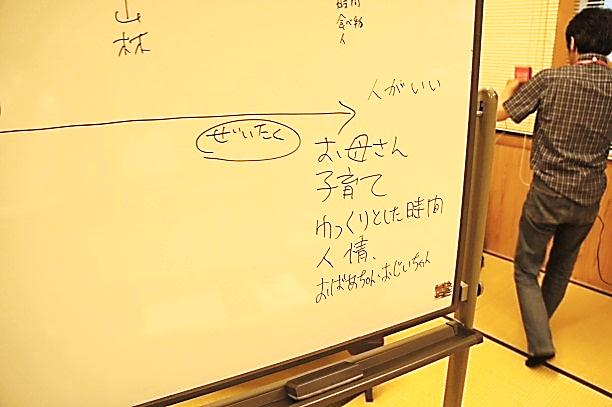 山
林
時間
食べ物
人
人がいい
ぜいたく
お母さん
子育て
ゆっくりとした時間
人情、
おばあちゃん・おじいちゃん